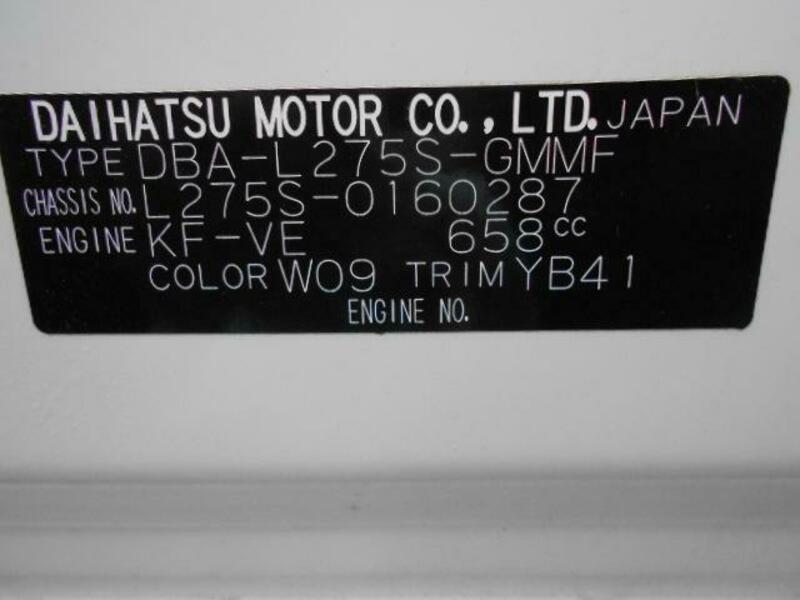 DAIHATSU MOTOR CO., LTD. JAPAN
TYPE DBA-L275S-GMMF
CHASSIS NO. L275S-0160287
ENGINE KF-VE 658cc
COLOR W09 TRIM YB41
ENGINE NO.